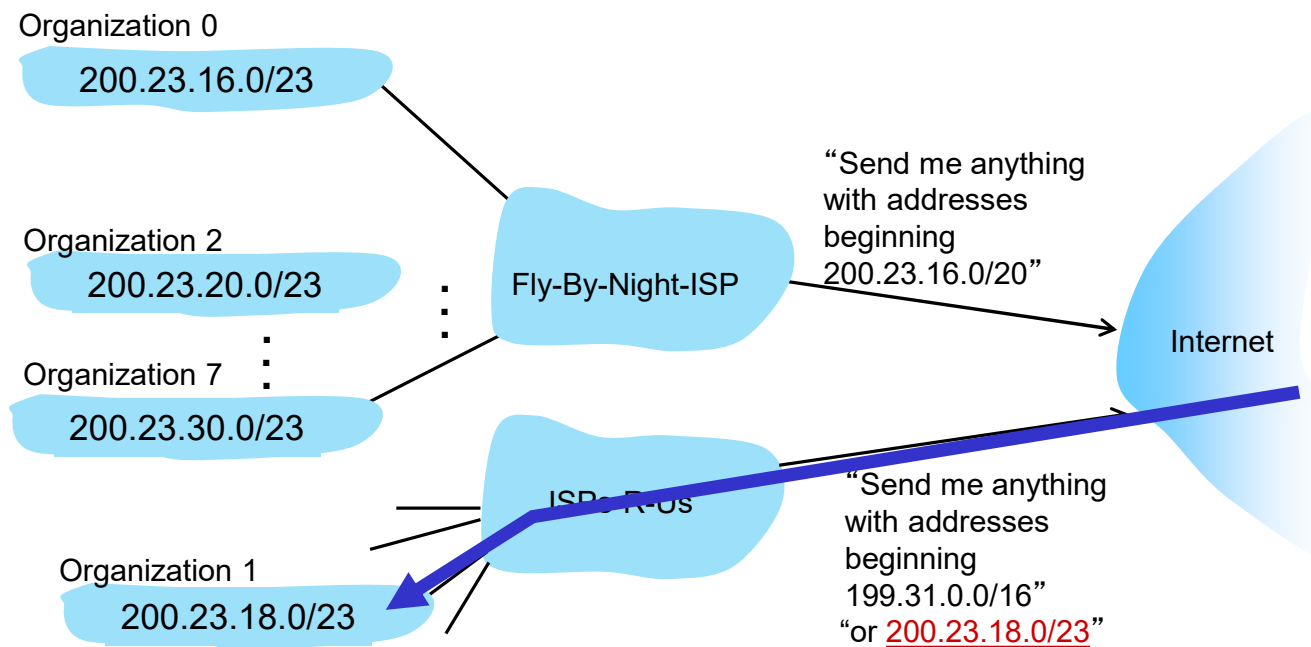 Organization 0
200.23.16.0/23
Organization 2
200.23.20.0/23
Organization 7
200.23.30.0/23
Fly-By-Night-ISP
“Send me anything
with addresses
beginning
200.23.16.0/20”
Internet
ISPs-R-Us
“Send me anything
with addresses
beginning
199.31.0.0/16”
“or 200.23.18.0/23”
Organization 1
200.23.18.0/23